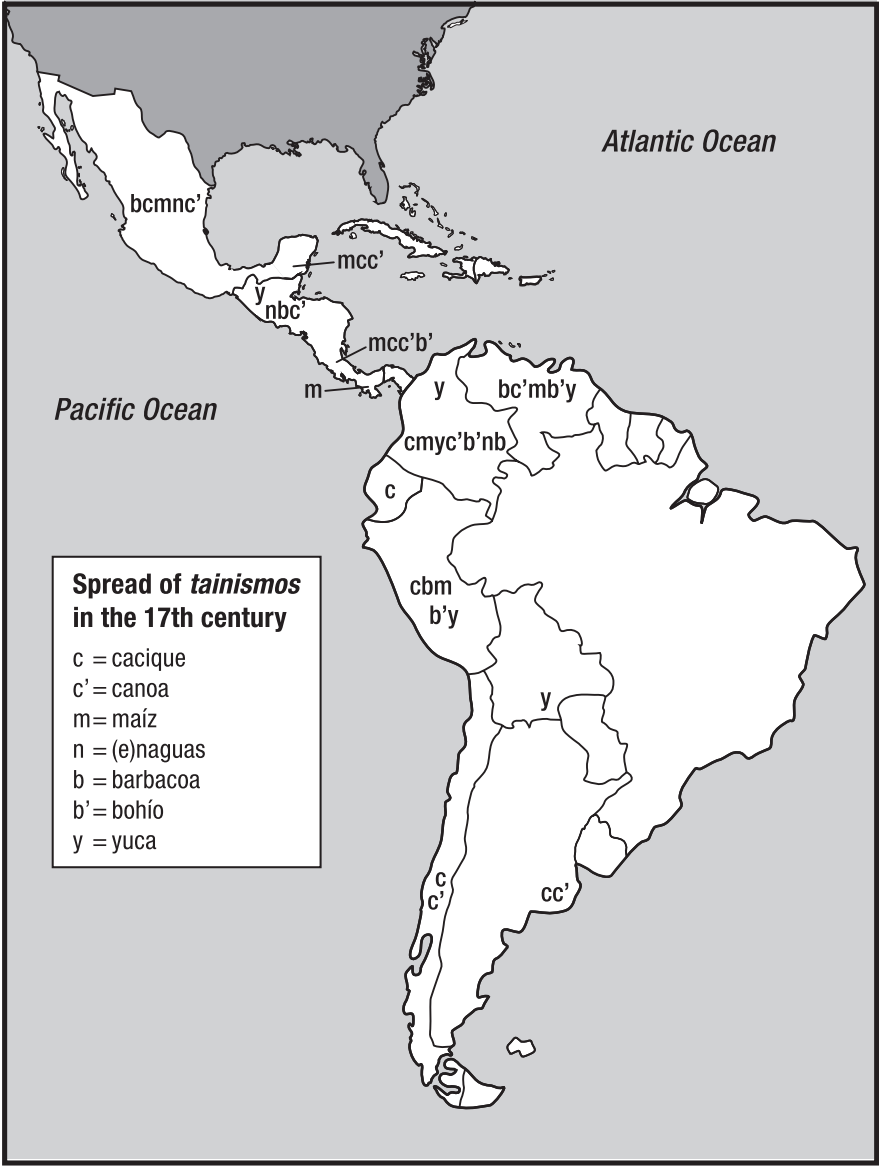 Atlantic Ocean
bcmnc’
mcc’
y
nbc’
mcc’b’
m
Pacific Ocean
y
bc’mb’y
cmyc’b’nb
c
cbm
b’y
y
c
c’
cc’
Spread of tainismos
in the 17th century
c = cacique
c’ = canoa
m= maíz
n = (e)naguas
b = barbacoa
b’ = bohío
y = yuca